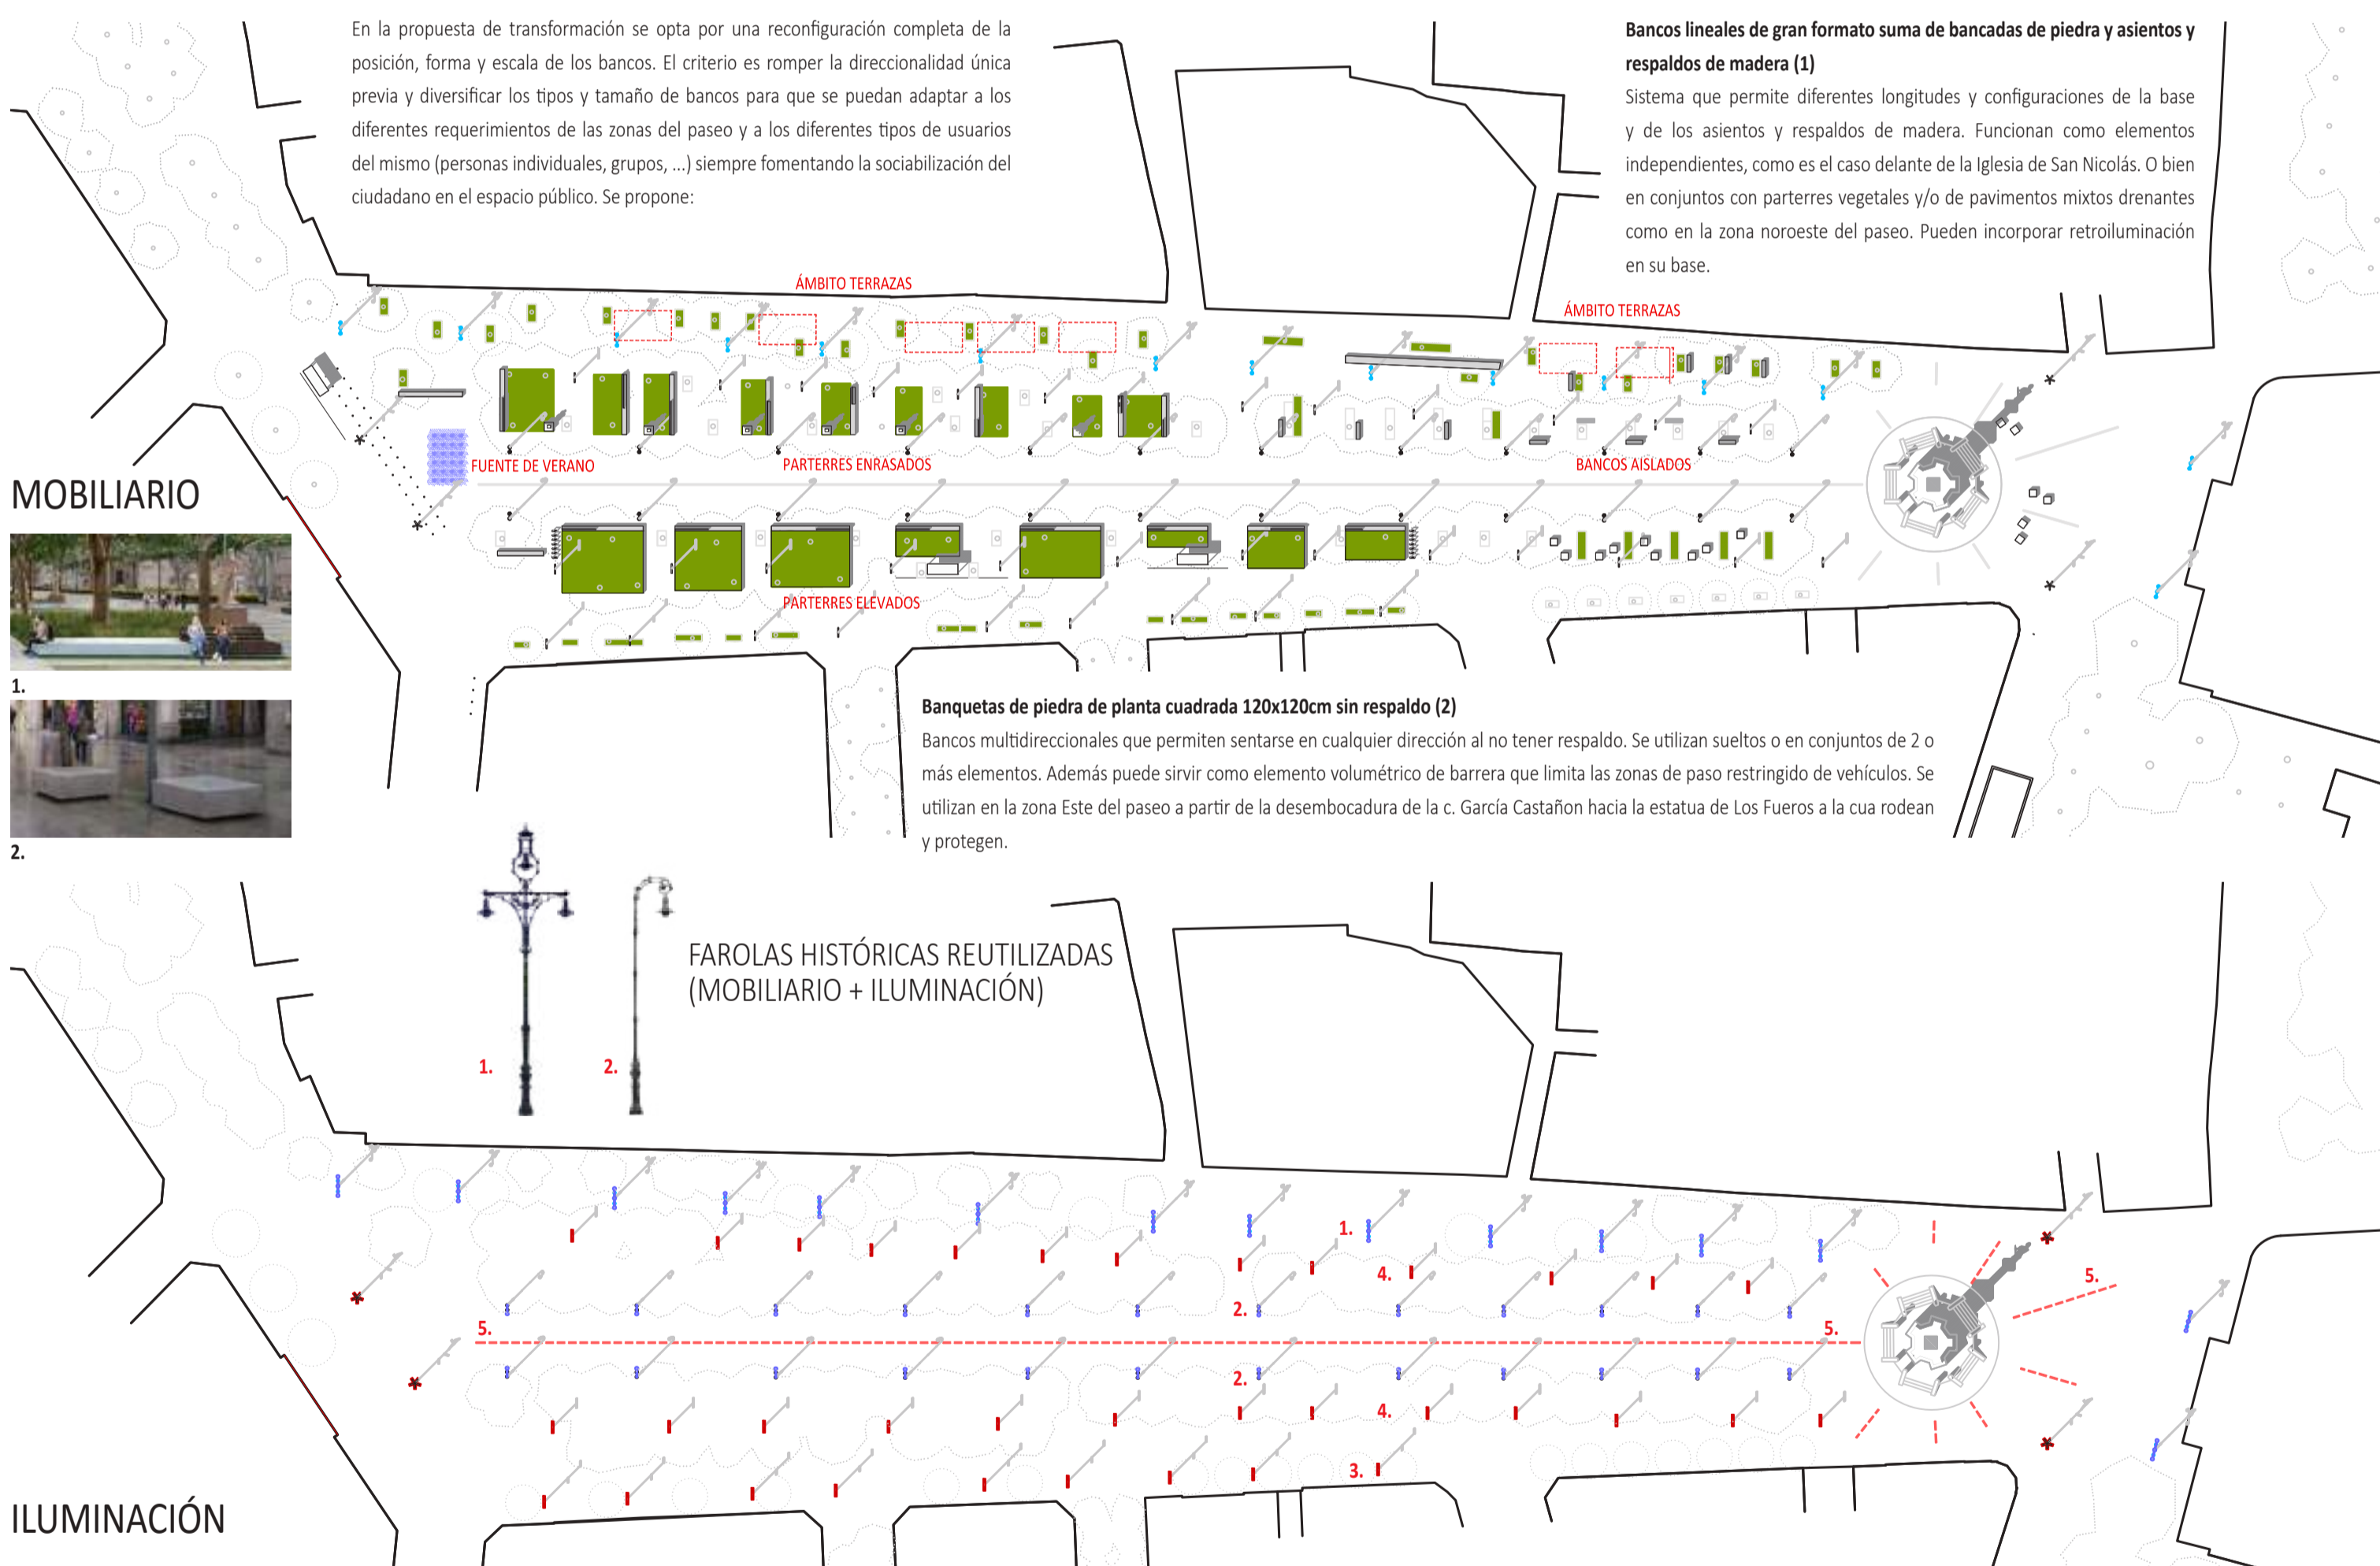 En la propuesta de transformación se opta por una reconfiguración completa de la
posición, forma y escala de los bancos. El criterio es romper la direccionalidad única
previa y diversificar los tipos y tamaño de bancos para que se puedan adaptar a los
diferentes requerimientos de las zonas del paseo y a los diferentes tipos de usuarios
del mismo (personas individuales, grupos, ...) siempre fomentando la sociabilización del
ciudadano en el espacio público. Se propone:
Bancos lineales de gran formato suma de bancadas de piedra y asientos y
respaldos de madera (1)
Sistema que permite diferentes longitudes y configuraciones de la base
y de los asientos y respaldos de madera. Funcionan como elementos
independientes, como es el caso delante de la Iglesia de San Nicolás. O bien
en conjuntos con parterres vegetales y/o de pavimentos mixtos drenantes
como en la zona noroeste del paseo. Pueden incorporar retroiluminación
en su base.
ÁMBITO TERRAZAS
ÁMBITO TERRAZAS
FUENTE DE VERANO
PARTERRES ENRASADOS
BANCOS AISLADOS
MOBILIARIO
PARTERRES ELEVADOS
1.
2.
Banquetas de piedra de planta cuadrada 120x120cm sin respaldo (2)
Bancos multidireccionales que permiten sentarse en cualquier dirección al no tener respaldo. Se utilizan sueltos o en conjuntos de 2 o
más elementos. Además puede sirvir como elemento volumétrico de barrera que limita las zonas de paso restringido de vehículos. Se
utilizan en la zona Este del paseo a partir de la desembocadura de la c. García Castañon hacia la estatua de Los Fueros a la cua rodean
y protegen.
FAROLAS HISTÓRICAS REUTILIZADAS
(MOBILIARIO + ILUMINACIÓN)
1.
2.
1.
4.
5.
2.
5.
5.
2.
4.
3.
ILUMINACIÓN